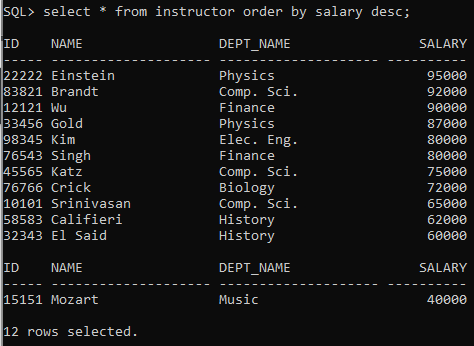 SQL> select * from instructor order by salary desc;
ID    NAME                 DEPT_NAME                SALARY
----- -------------------- -------------------- ----------
22222 Einstein             Physics                   95000
83821 Brandt               Comp. Sci.                92000
12121 Wu                   Finance                   90000
33456 Gold                 Physics                   87000
98345 Kim                  Elec. Eng.                80000
76543 Singh                Finance                   80000
45565 Katz                 Comp. Sci.                75000
76766 Crick                Biology                   72000
10101 Srinivasan           Comp. Sci.                65000
58583 Califieri            History                   62000
32343 El Said              History                   60000
ID    NAME                 DEPT_NAME                SALARY
----- -------------------- -------------------- ----------
15151 Mozart               Music                     40000
12 rows selected.